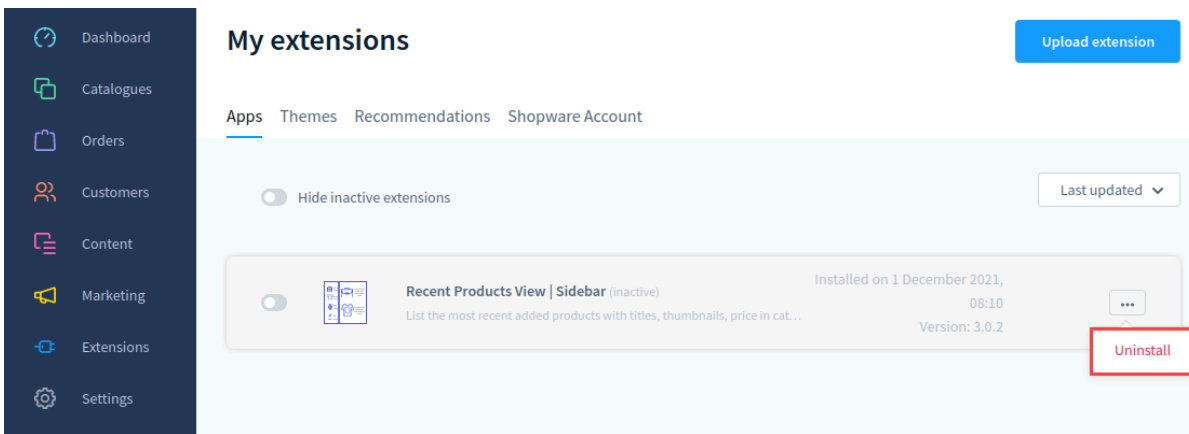 Dashboard
Catalogues
Orders
Customers
Content
Marketing
Extensions
Settings
My extensions
Upload extension
Apps Themes Recommendations Shopware Account
Hide inactive extensions
Last updated
Recent Products View | Sidebar (inactive)
List the most recent added products with titles, thumbnails, price in cat...
Installed on 1 December 2021,
08:10
Version: 3.0.2
Uninstall